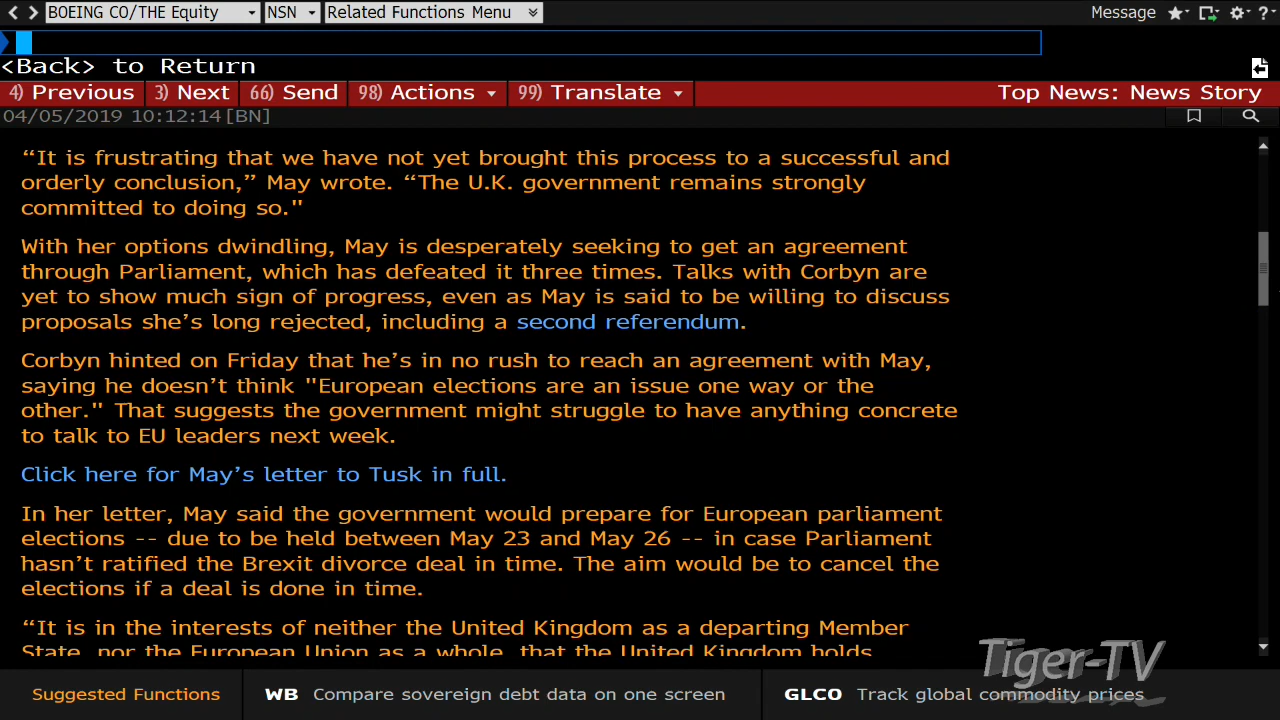 BOEING CO/THE Equity NSN Related Functions Menu Message ?
<Back> to Return
4) Previous 3) Next 66) Send 98) Actions 99) Translate Top News: News Story
04/05/2019 10:12:14 [BN]
“It is frustrating that we have not yet brought this process to a successful and
orderly conclusion,” May wrote. “The U.K. government remains strongly
committed to doing so."
With her options dwindling, May is desperately seeking to get an agreement
through Parliament, which has defeated it three times. Talks with Corbyn are
yet to show much sign of progress, even as May is said to be willing to discuss
proposals she’s long rejected, including a second referendum.
Corbyn hinted on Friday that he’s in no rush to reach an agreement with May,
saying he doesn’t think "European elections are an issue one way or the
other." That suggests the government might struggle to have anything concrete
to talk to EU leaders next week.
Click here for May’s letter to Tusk in full.
In her letter, May said the government would prepare for European parliament
elections -- due to be held between May 23 and May 26 -- in case Parliament
hasn’t ratified the Brexit divorce deal in time. The aim would be to cancel the
elections if a deal is done in time.
“It is in the interests of neither the United Kingdom as a departing Member
State, nor the European Union as a whole, that the United Kingdom holds
Tiger-TV
Suggested Functions WB Compare sovereign debt data on one screen GLCO Track global commodity prices